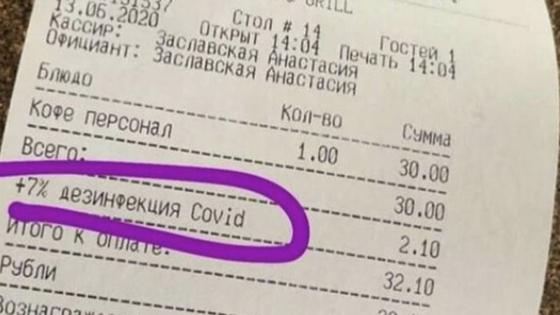 GRILL
13.06.2020
Стол # 14
Гостей 1
Кассир: Открыт 14:04 Печать 14:04
Заславская Анастасия
Официант: Заславская Анастасия
Блюдо Кол-во Сумма
Кофе персонал 1.00 30.00
Всего: 30.00
+7% дезинфекция Covid 2.10
Итого к оплате: 32.10
Рубли